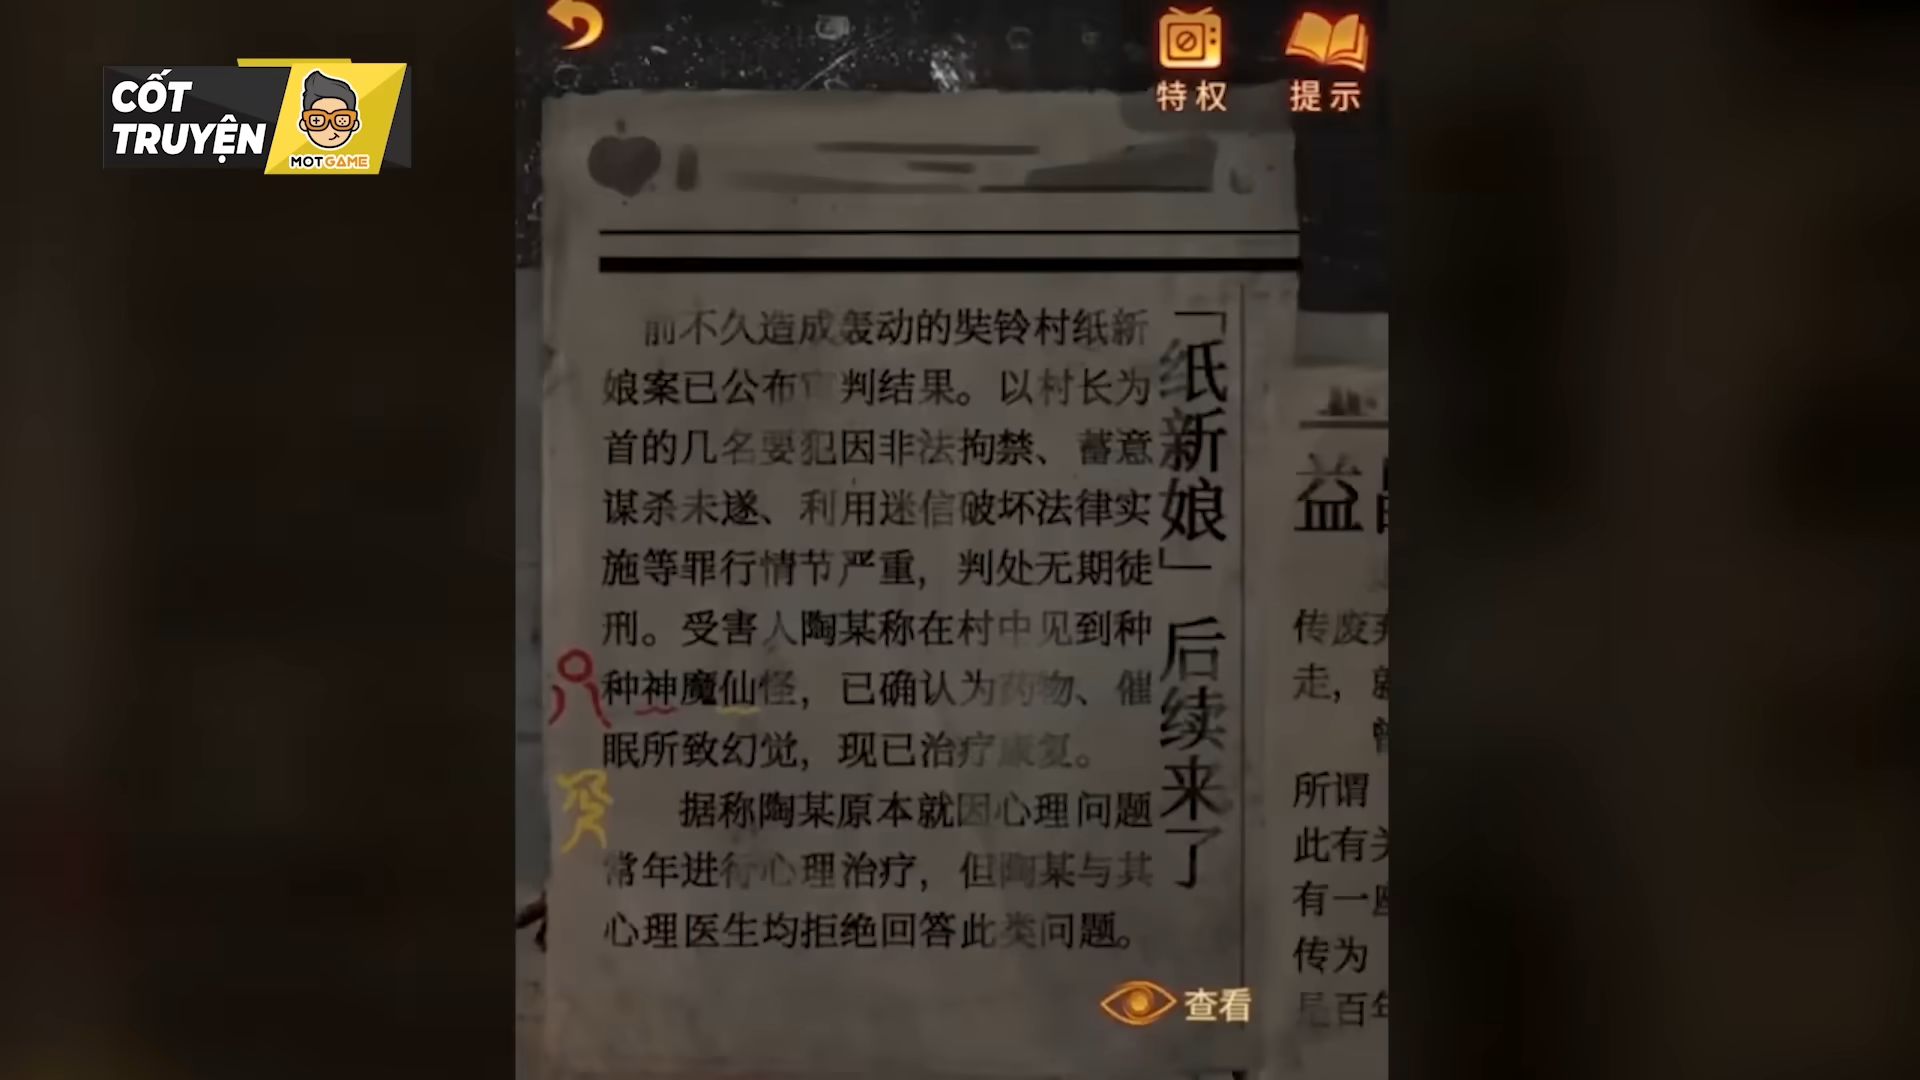 CỐT
TRUYỆN
MOTGAME
特权
提示
「纸新娘」后续来了
前不久造成轰动的奘铃村纸新
娘案已公布审判结果。以村长为
首的几名要犯因非法拘禁、蓄意
谋杀未遂、利用迷信破坏法律实
施等罪行情节严重，判处无期徒
刑。受害人陶某称在村中见到种
种神魔仙怪，已确认为药物、催
眠所致幻觉，现已治疗康复。
据称陶某原本就因心理问题
常年进行心理治疗，但陶某与其
心理医生均拒绝回答此类问题。
查看
益
传废弃
走，
所谓
此有关
有一座
传为
是百年